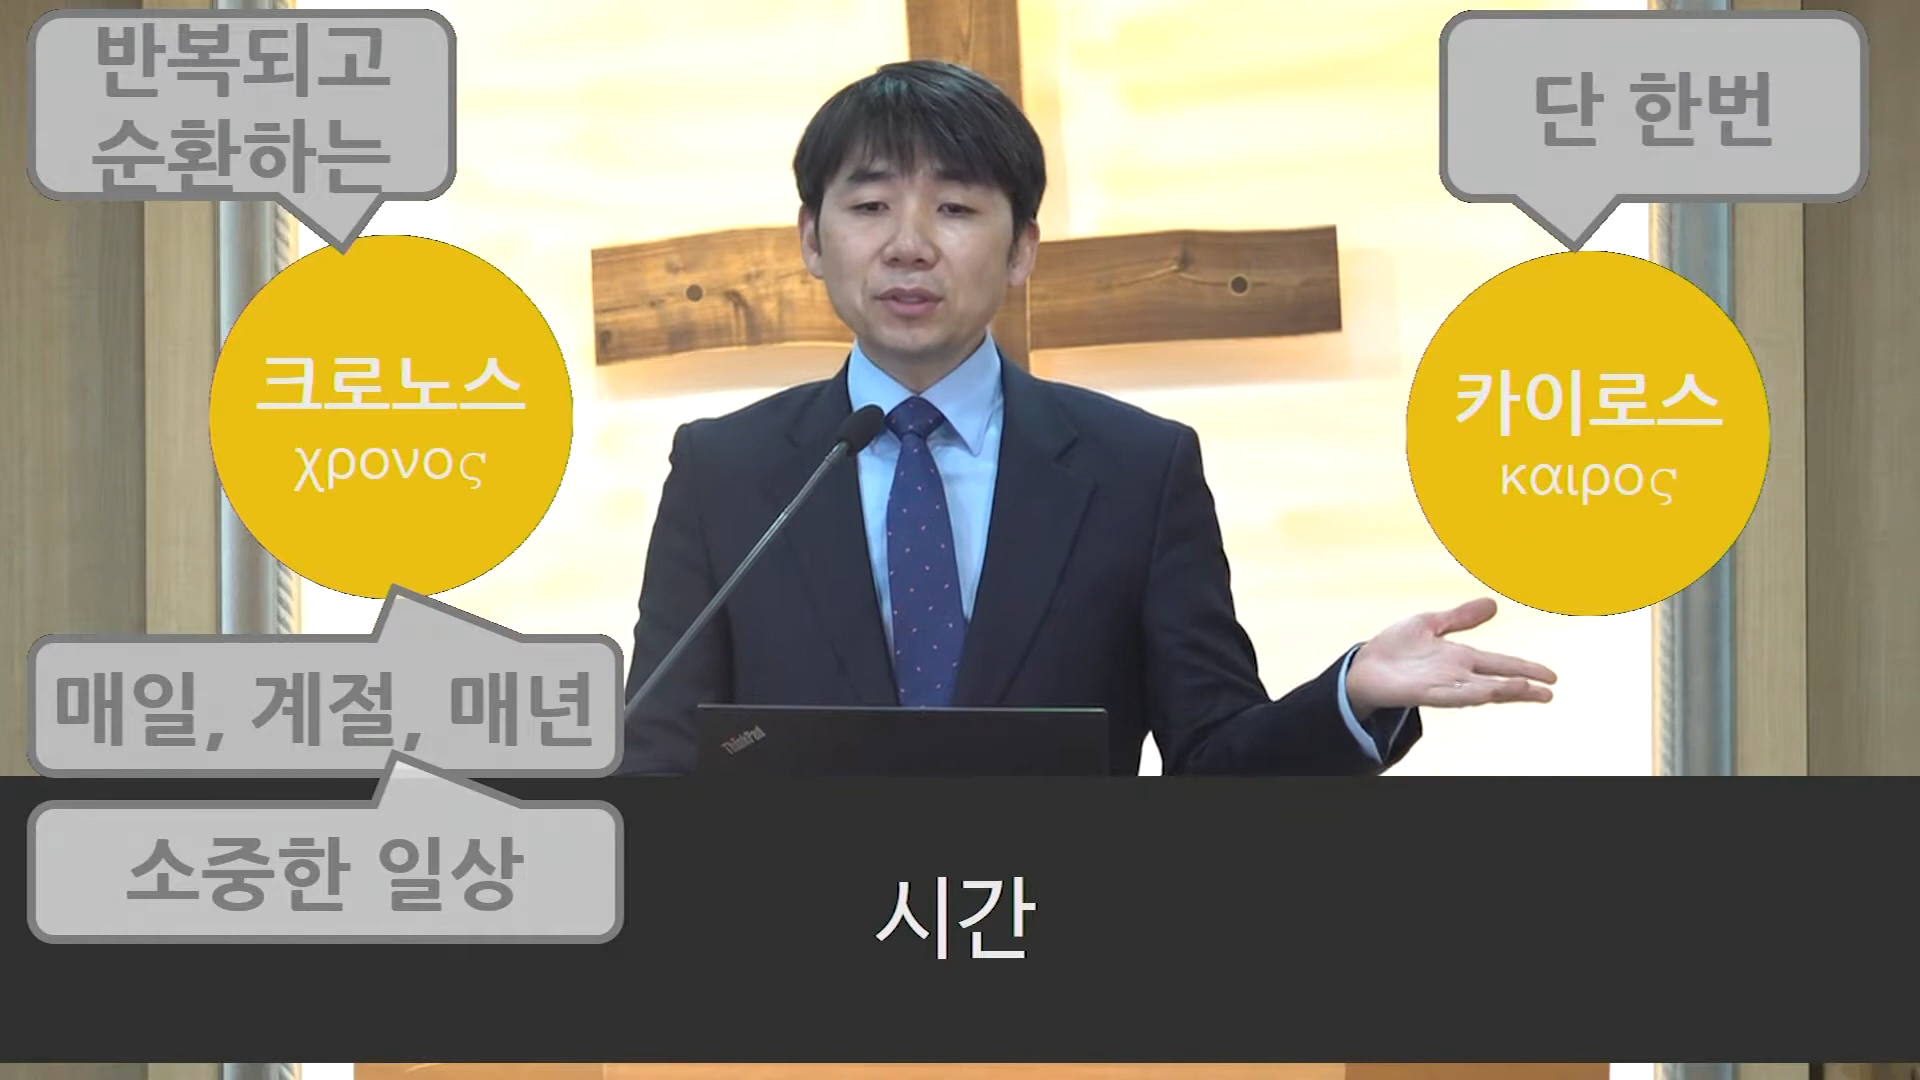 반복되고
순환하는
단 한번
크로노스
χρονος
카이로스
καιρος
매일, 계절, 매년
ThinkPad
소중한 일상
시간